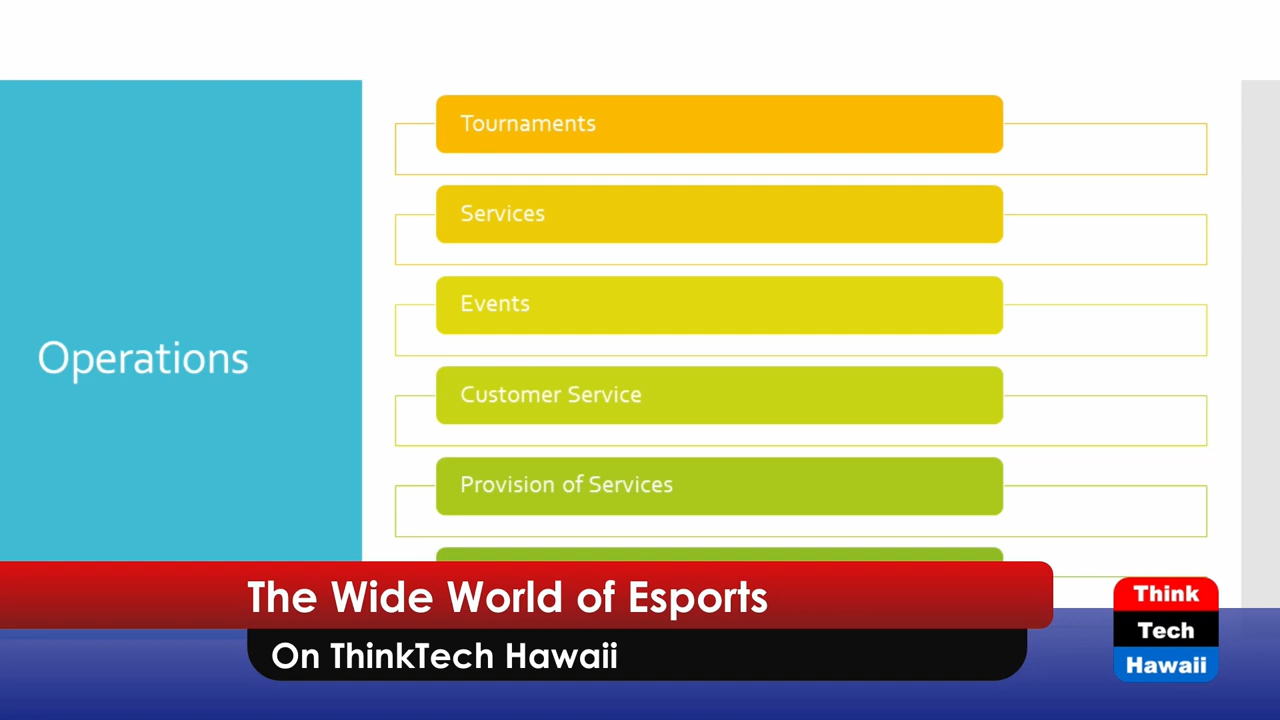 Operations
Tournaments
Services
Events
Customer Service
Provision of Services
The Wide World of Esports
On ThinkTech Hawaii
Think
Tech
Hawaii